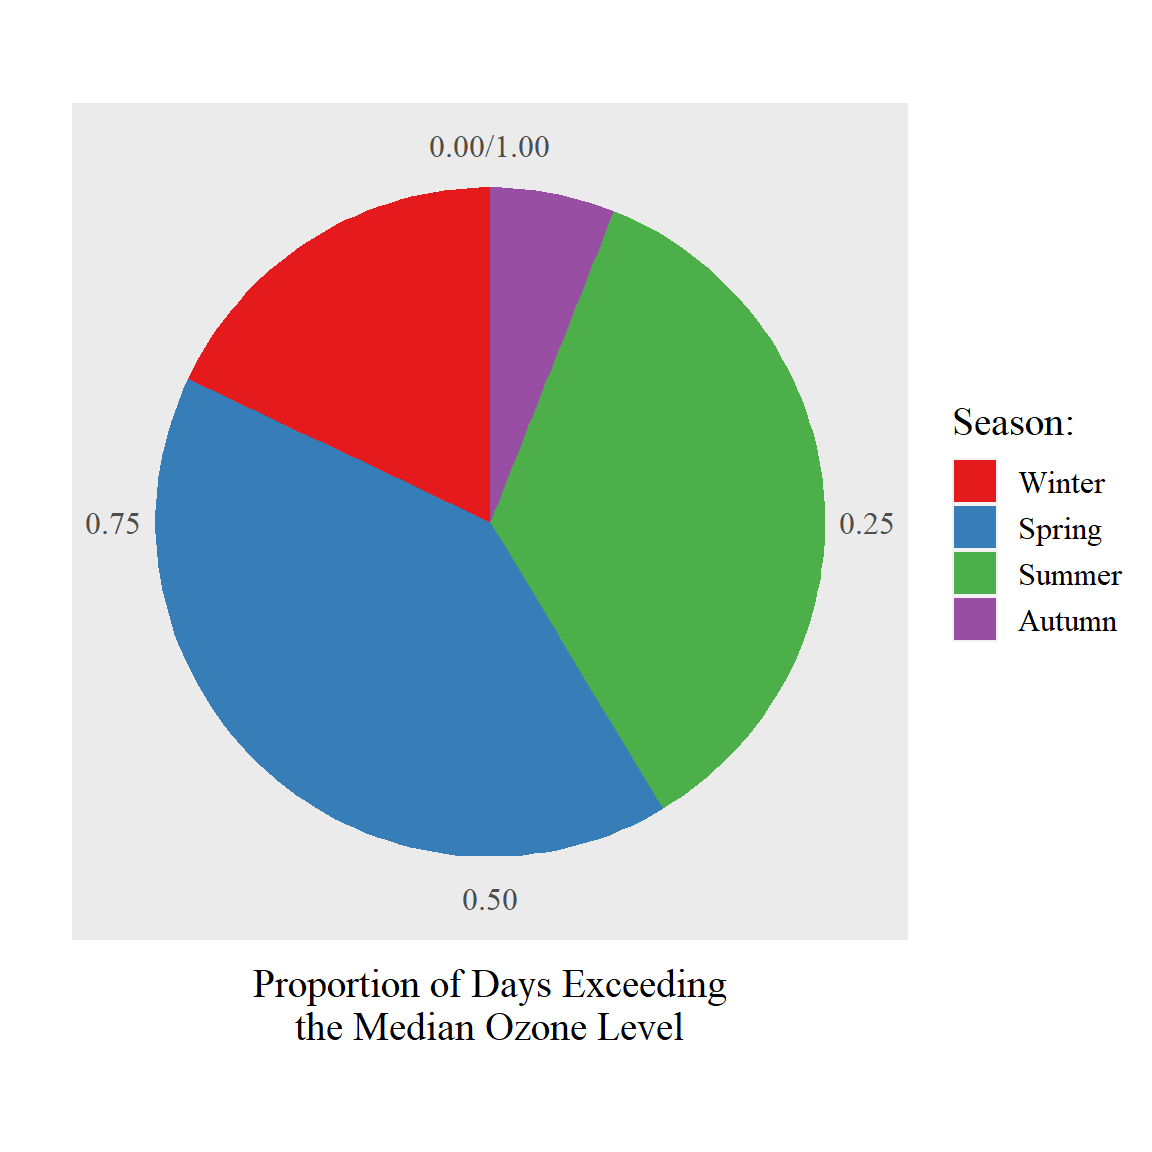 0.00/1.00
0.75
0.25
0.50
Proportion of Days Exceeding
the Median Ozone Level
Season:
Winter
Spring
Summer
Autumn